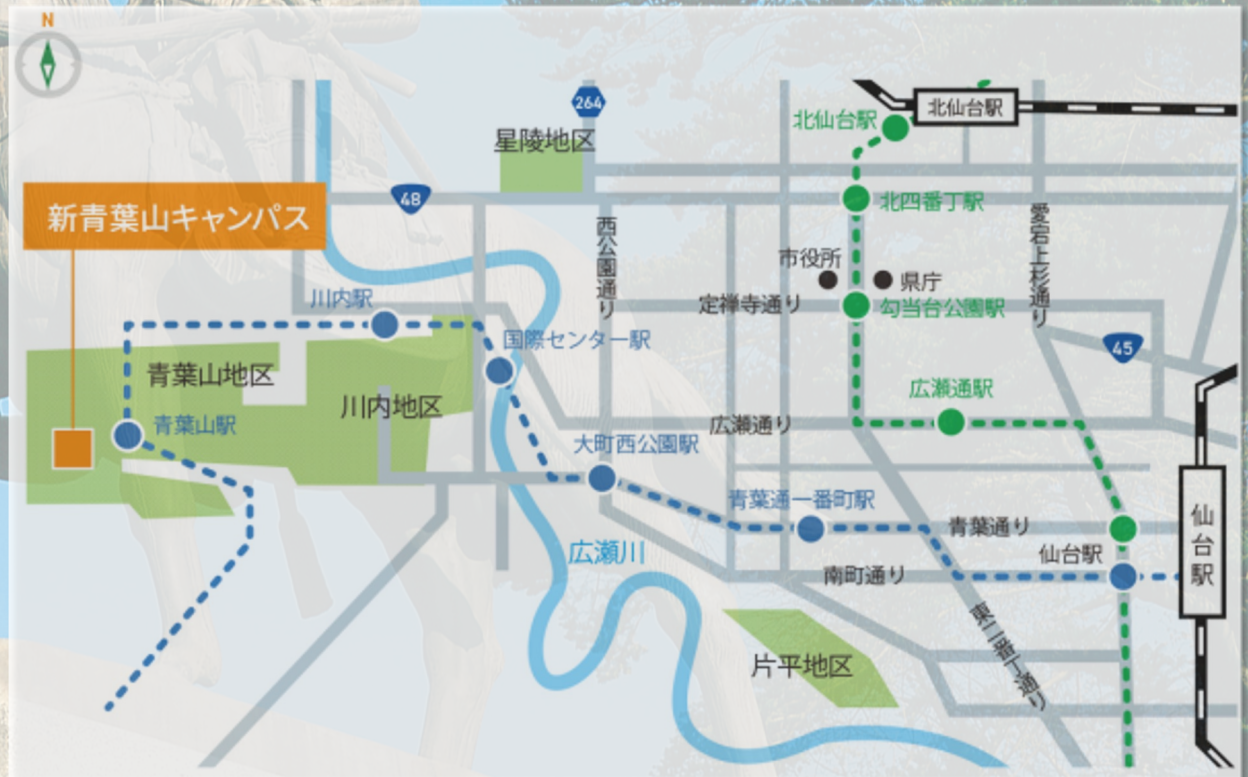 N
264
北仙台駅
北仙台駅
星陵地区
48
新青葉山キャンパス
北四番丁駅
西公園通り
愛宕上杉通り
市役所
県庁
川内駅
定禅寺通り
勾当台公園駅
国際センター駅
45
青葉山地区
川内地区
広瀬通駅
青葉山駅
広瀬通り
大町西公園駅
青葉通一番町駅
青葉通り
仙台駅
仙台駅
広瀬川
南町通り
東二番丁通り
片平地区